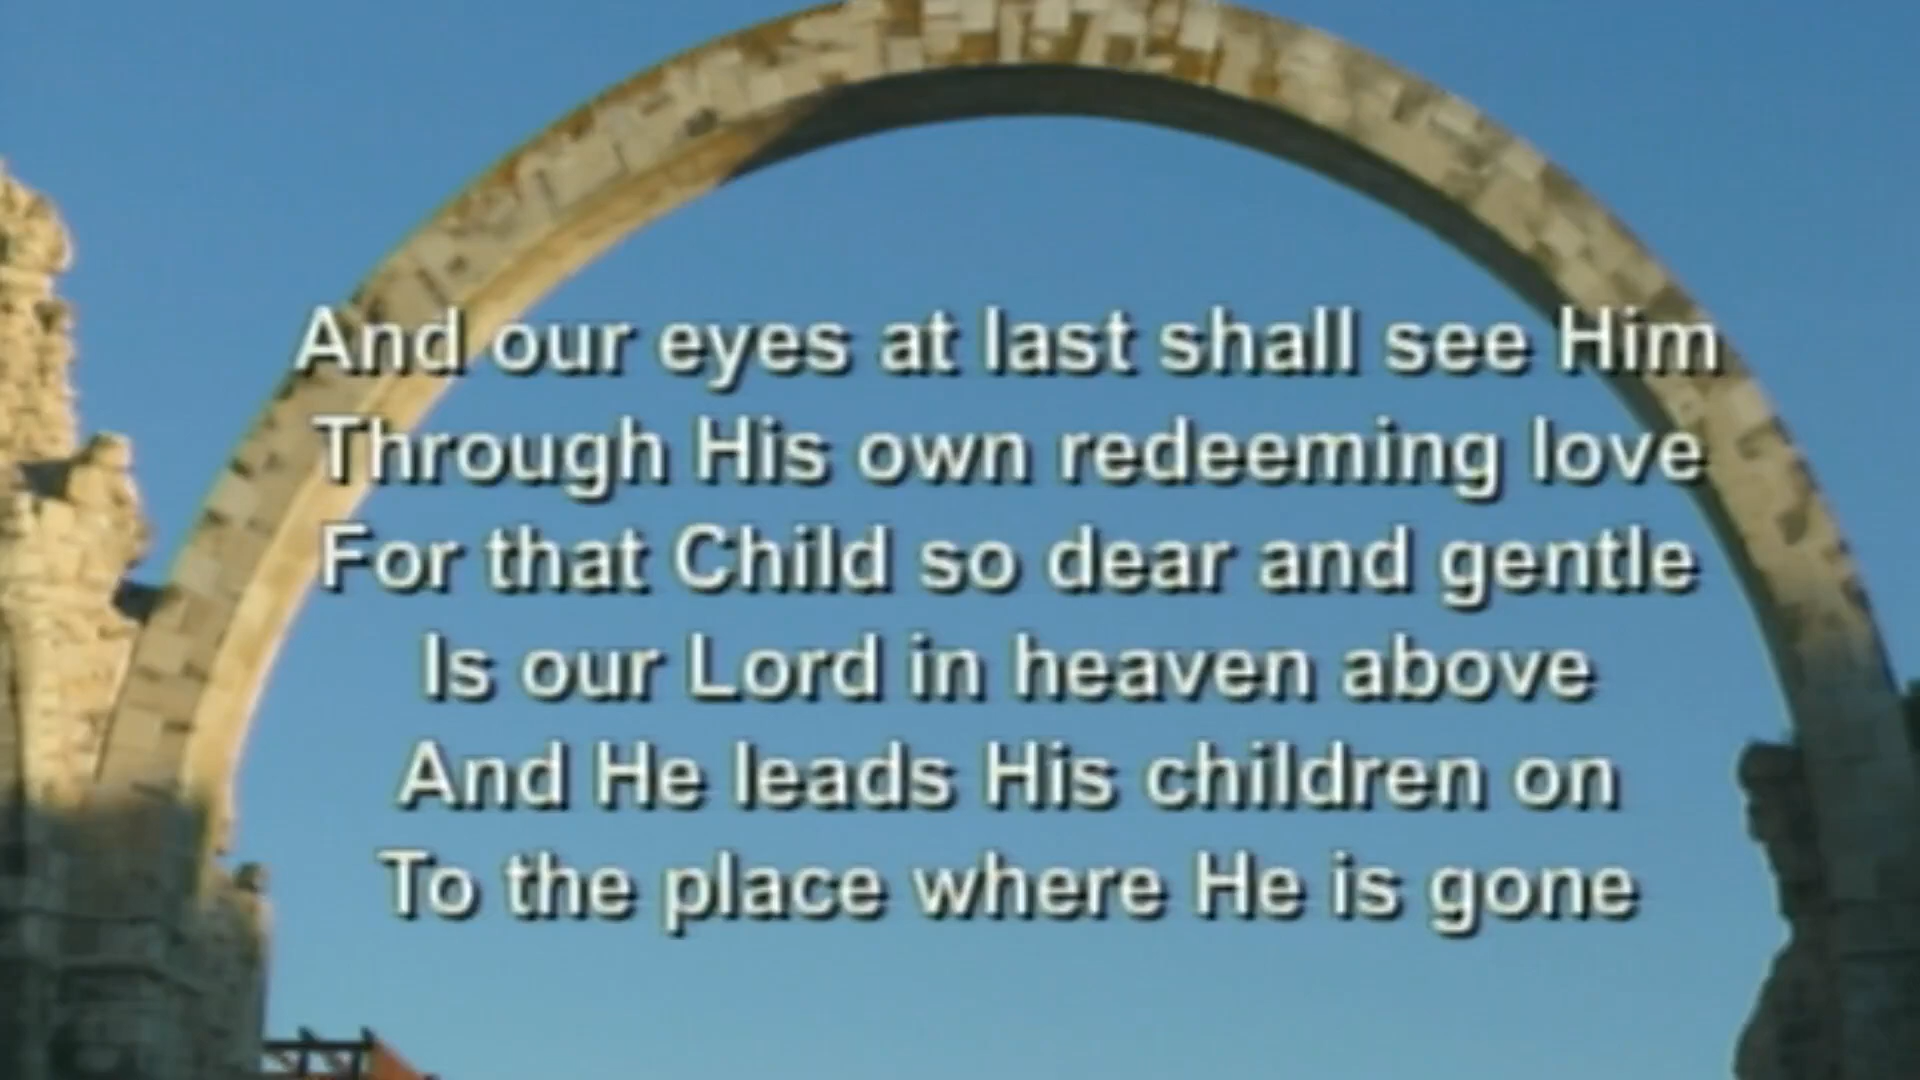 And our eyes at last shall see Him
Through His own redeeming love
For that Child so dear and gentle
Is our Lord in heaven above
And He leads His children on
To the place where He is gone